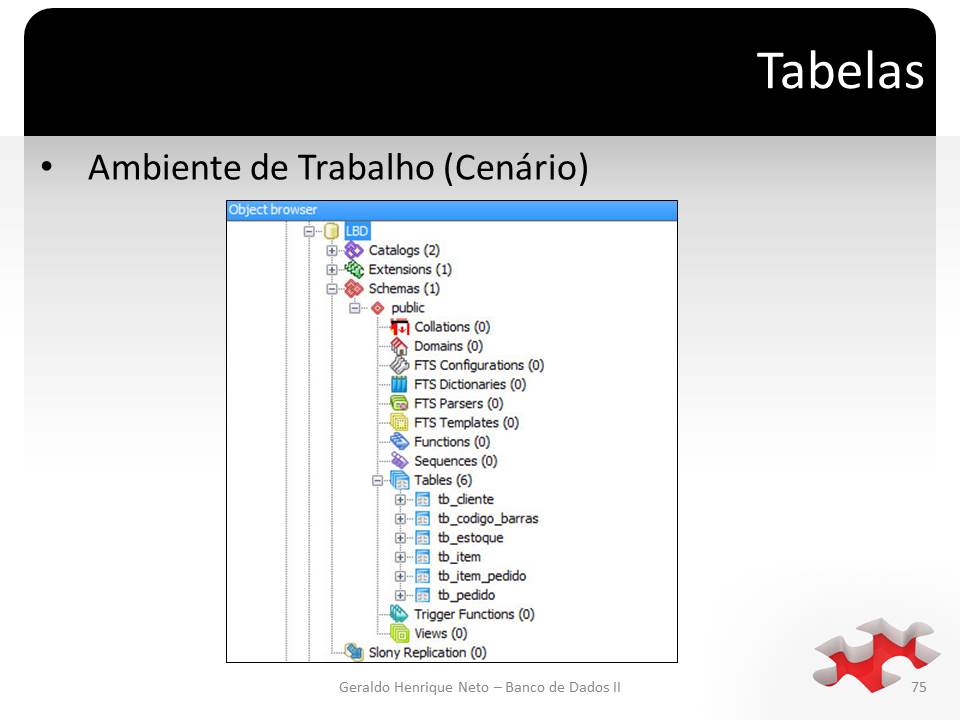 Tabelas
• Ambiente de Trabalho (Cenário)
Object browser
LBD
Catalogs (2)
Extensions (1)
Schemas (1)
public
Collations (0)
Domains (0)
FTS Configurations (0)
FTS Dictionaries (0)
FTS Parsers (0)
FTS Templates (0)
Functions (0)
Sequences (0)
Tables (6)
tb_cliente
tb_codigo_barras
tb_estoque
tb_item
tb_item_pedido
tb_pedido
Trigger Functions (0)
Views (0)
Slony Replication (0)
Geraldo Henrique Neto – Banco de Dados II
75